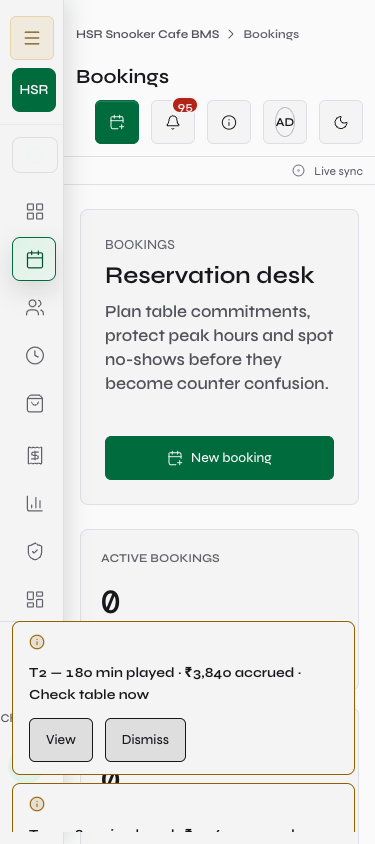 HSR Snooker Cafe BMS > Bookings
HSR
Bookings
95
AD
Live sync
BOOKINGS
Reservation desk
Plan table commitments,
protect peak hours and spot
no-shows before they
become counter confusion.
New booking
ACTIVE BOOKINGS
0
T2 — 180 min played · ₹3,840 accrued ·
Check table now
View
Dismiss
0